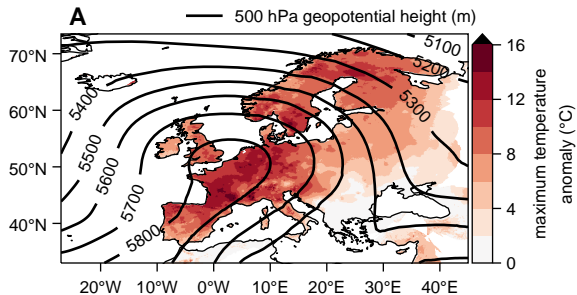 A
500 hPa geopotential height (m)
70°N
60°N
50°N
40°N
20°W
10°W
0°W
10°E
20°E
30°E
40°E
5100
5200
5300
5400
5500
5600
5700
5800
16
12
8
4
0
maximum temperature
anomaly (°C)